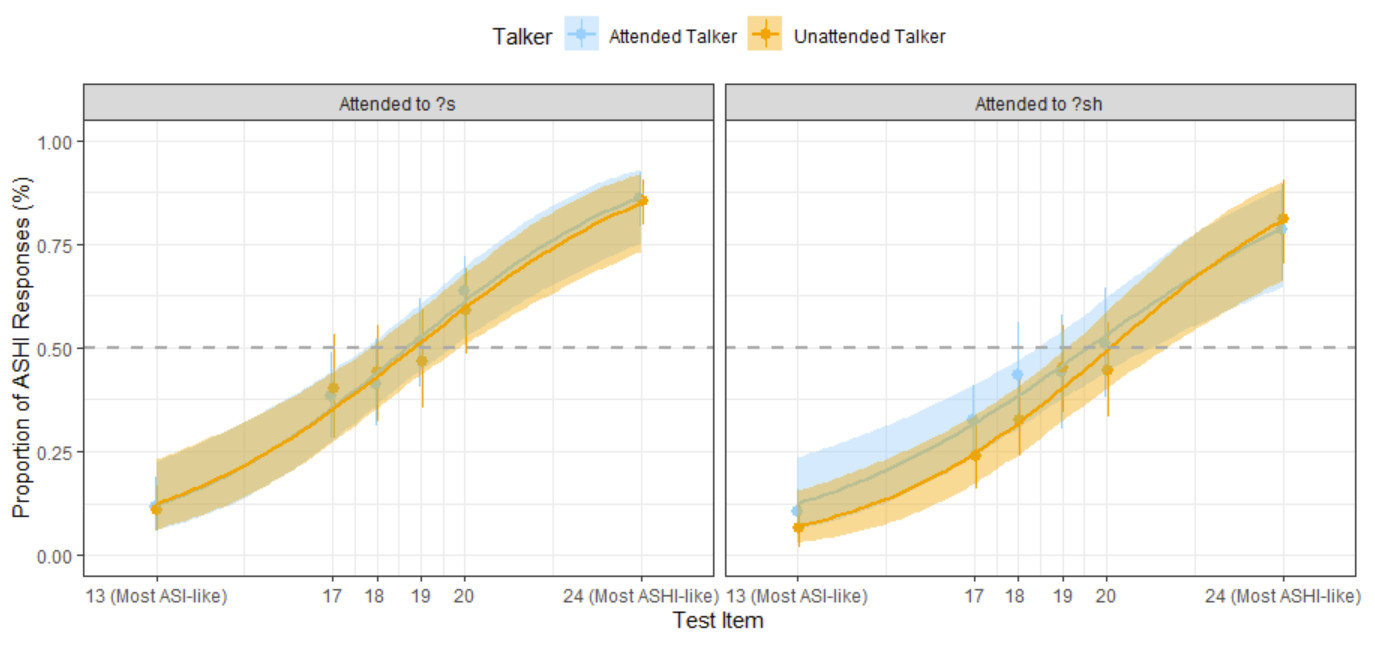 Talker Attended Talker Unattended Talker
Attended to ?s Attended to ?sh
1.00
0.75
0.50
0.25
0.00
Proportion of ASHI Responses (%)
13 (Most ASI-like) 17 18 19 20 24 (Most ASHI-like) 13 (Most ASI-like) 17 18 19 20 24 (Most ASHI-like)
Test Item